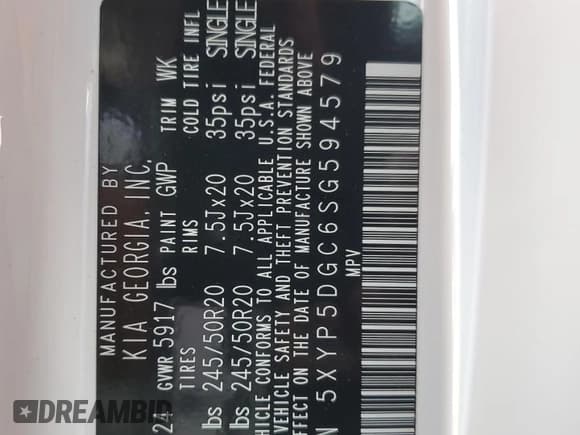 MANUFACTURED BY
KIA GEORGIA, INC.
24 GVWR 5917 lbs PAINT GWP TRIM WK
TIRES RIMS COLD TIRE INFL
lbs 245/50R20 7.5Jx20 35psi SINGLE
lbs 245/50R20 7.5Jx20 35psi SINGLE
HICLE CONFORMS TO ALL APPLICABLE U.S.A. FEDERAL
VEHICLE SAFETY AND THEFT PREVENTION STANDARDS
EFFECT ON THE DATE OF MANUFACTURE SHOWN ABOVE
N 5XYP5DGC6SG594579
MPV
DREAMBID